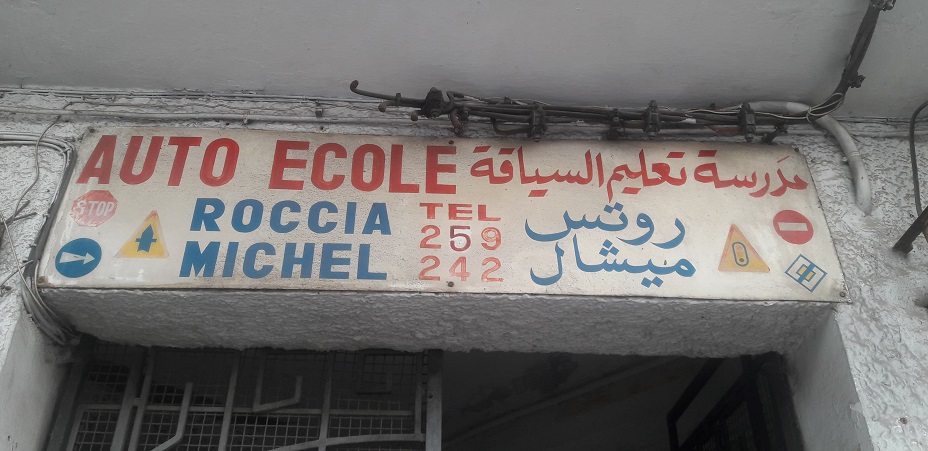 AUTO ECOLE مدرسة تعليم السياقة
STOP
ROCCIA
MICHEL
TEL
259
242
روتس
ميشال